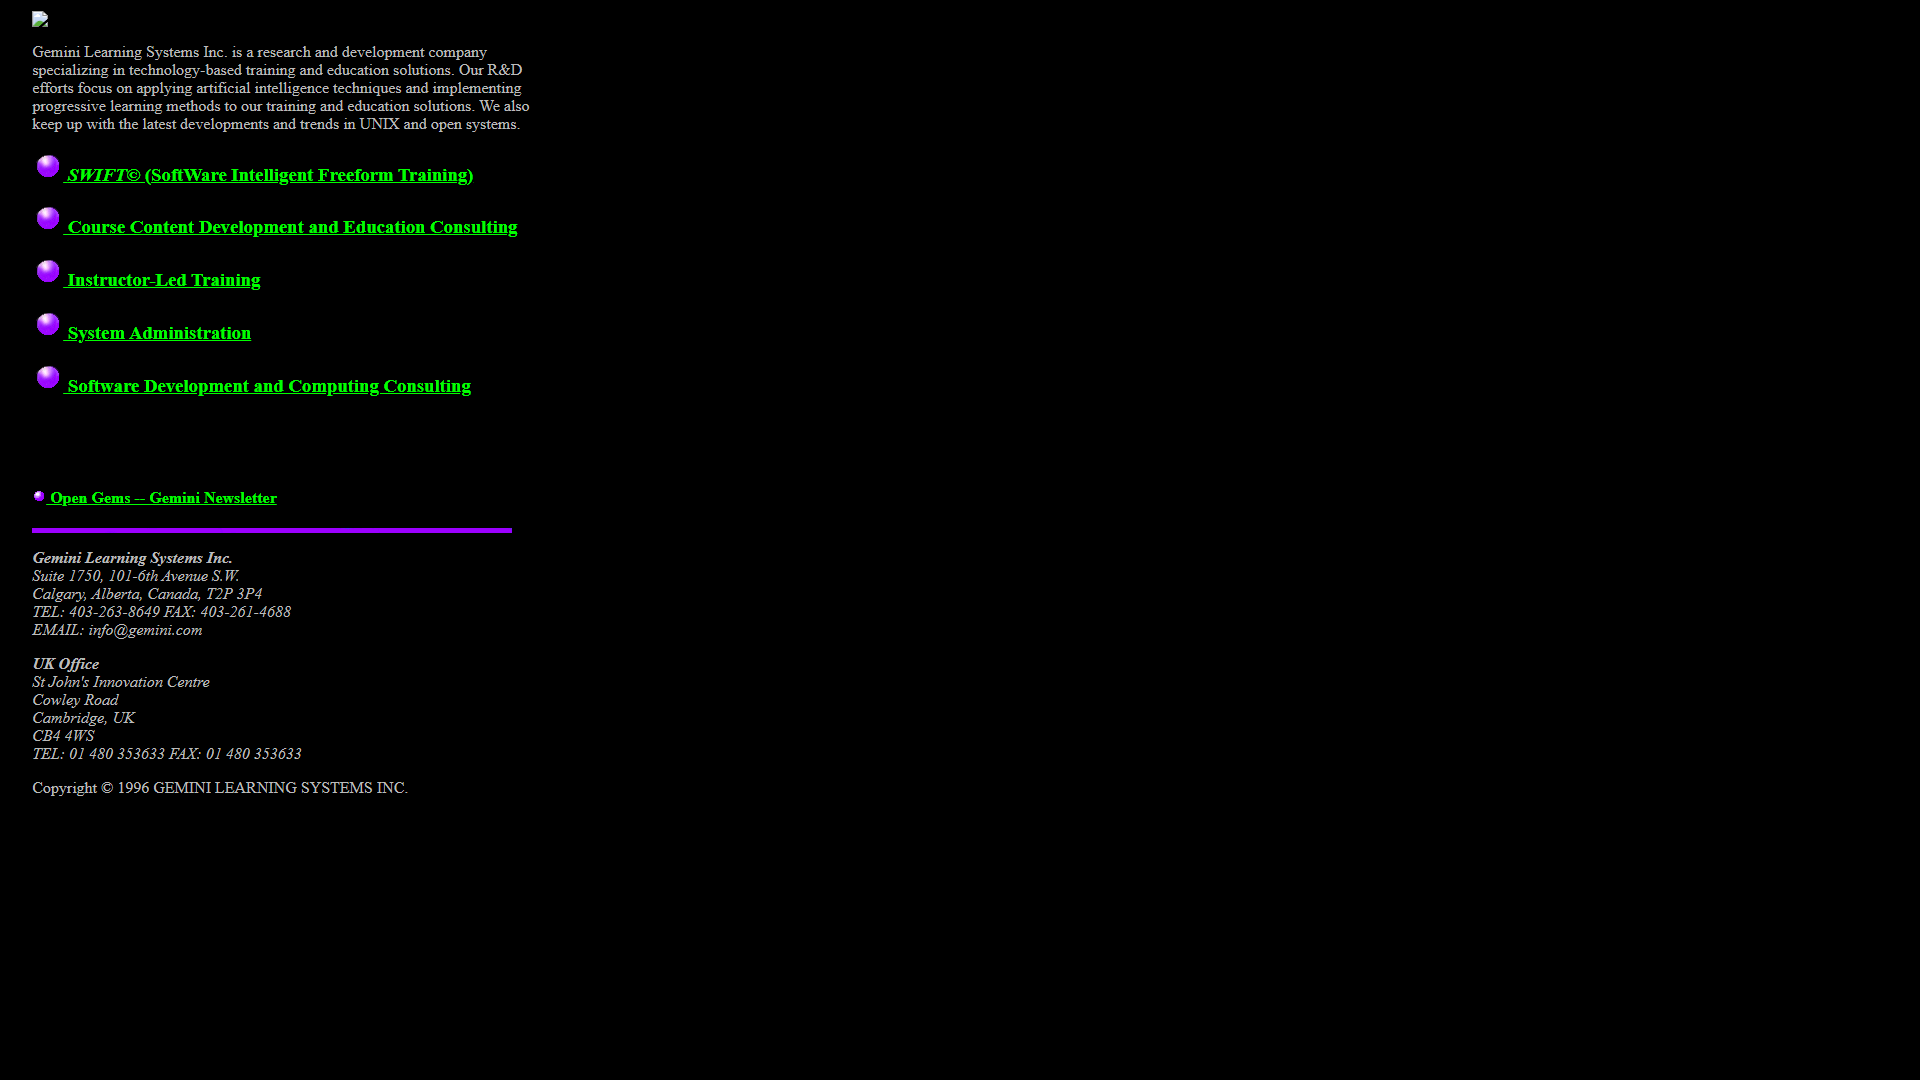 Gemini Learning Systems Inc. is a research and development company
specializing in technology-based training and education solutions. Our R&D
efforts focus on applying artificial intelligence techniques and implementing
progressive learning methods to our training and education solutions. We also
keep up with the latest developments and trends in UNIX and open systems.
SWIFT© (SoftWare Intelligent Freeform Training)
Course Content Development and Education Consulting
Instructor-Led Training
System Administration
Software Development and Computing Consulting
Open Gems -- Gemini Newsletter
Gemini Learning Systems Inc.
Suite 1750, 101-6th Avenue S.W.
Calgary, Alberta, Canada, T2P 3P4
TEL: 403-263-8649 FAX: 403-261-4688
EMAIL: info@gemini.com
UK Office
St John's Innovation Centre
Cowley Road
Cambridge, UK
CB4 4WS
TEL: 01 480 353633 FAX: 01 480 353633
Copyright © 1996 GEMINI LEARNING SYSTEMS INC.